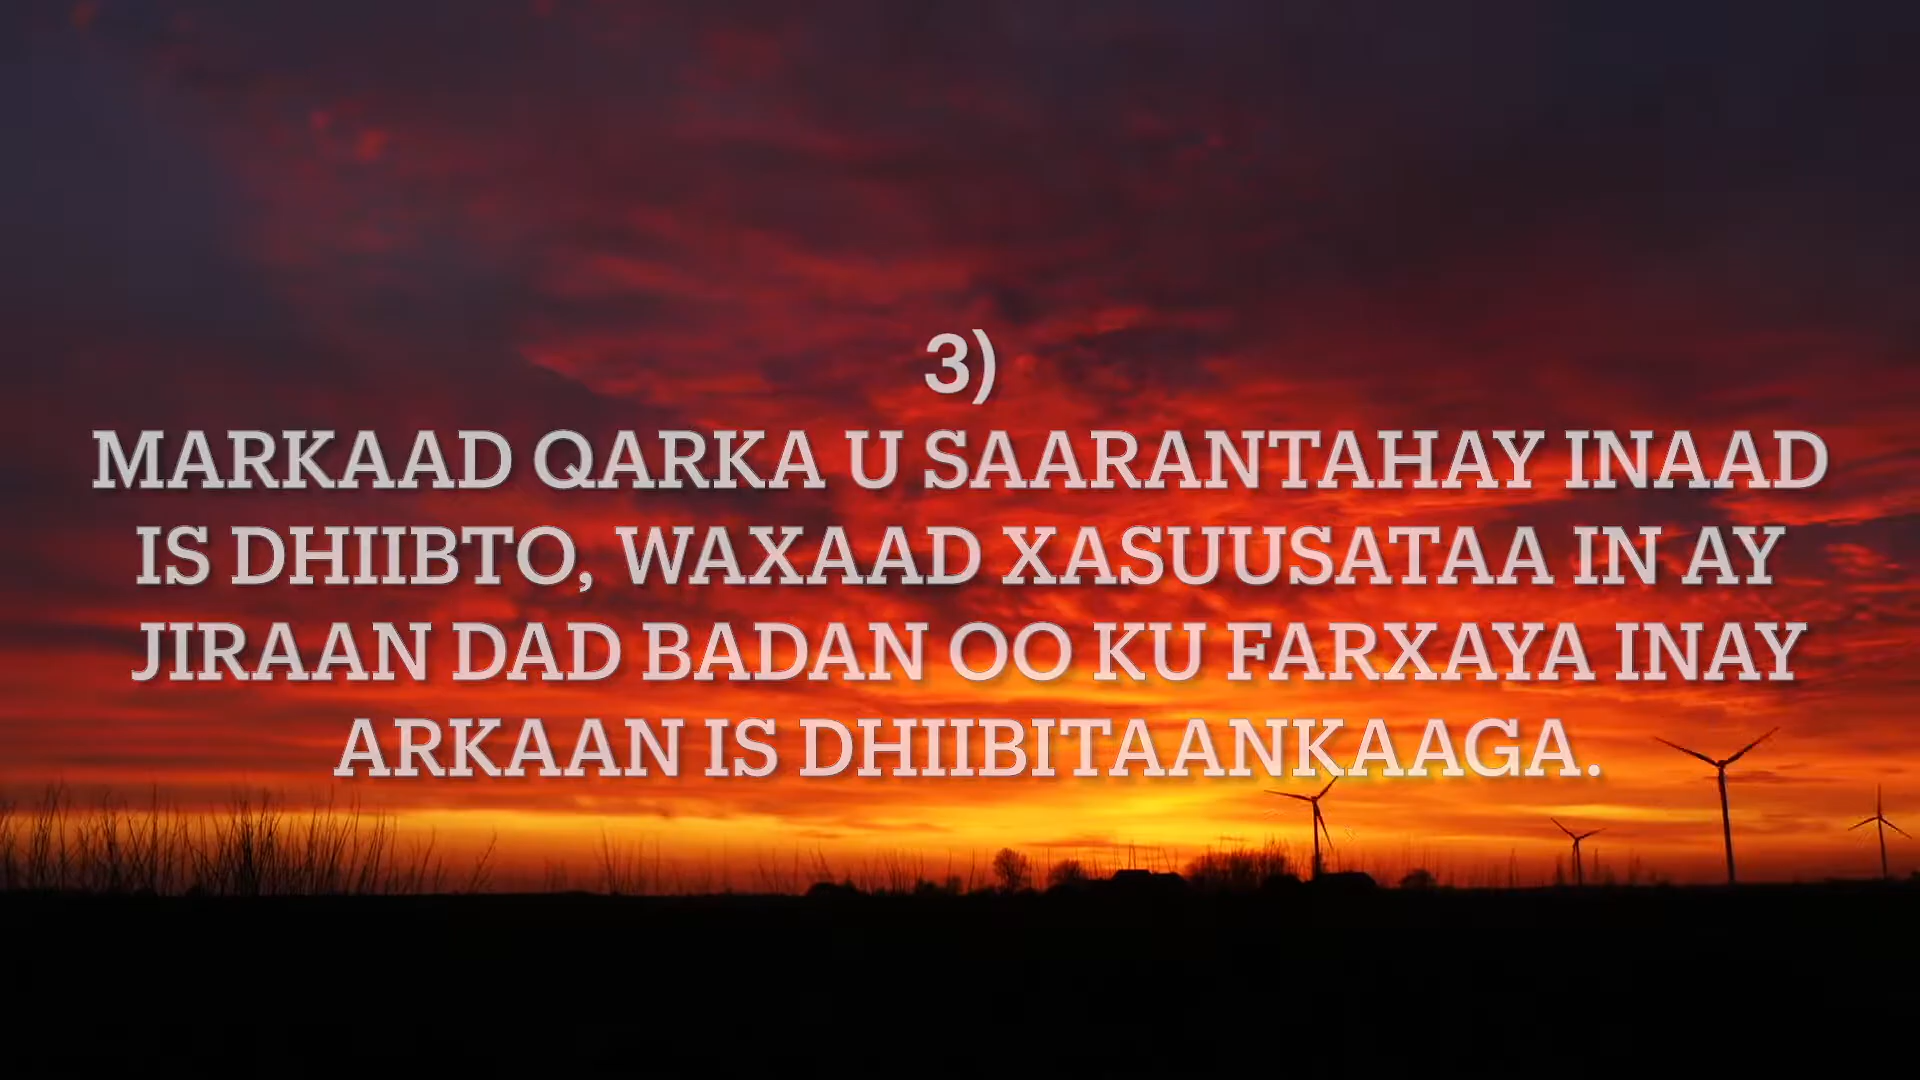 3)
MARKAAD QARKA U SAARANTAHAY INAAD
IS DHIIBTO, WAXAAD XASUUSATAA IN AY
JIRAAN DAD BADAN OO KU FARXAYA INAY
ARKAAN IS DHIIBITAANKAAGA.